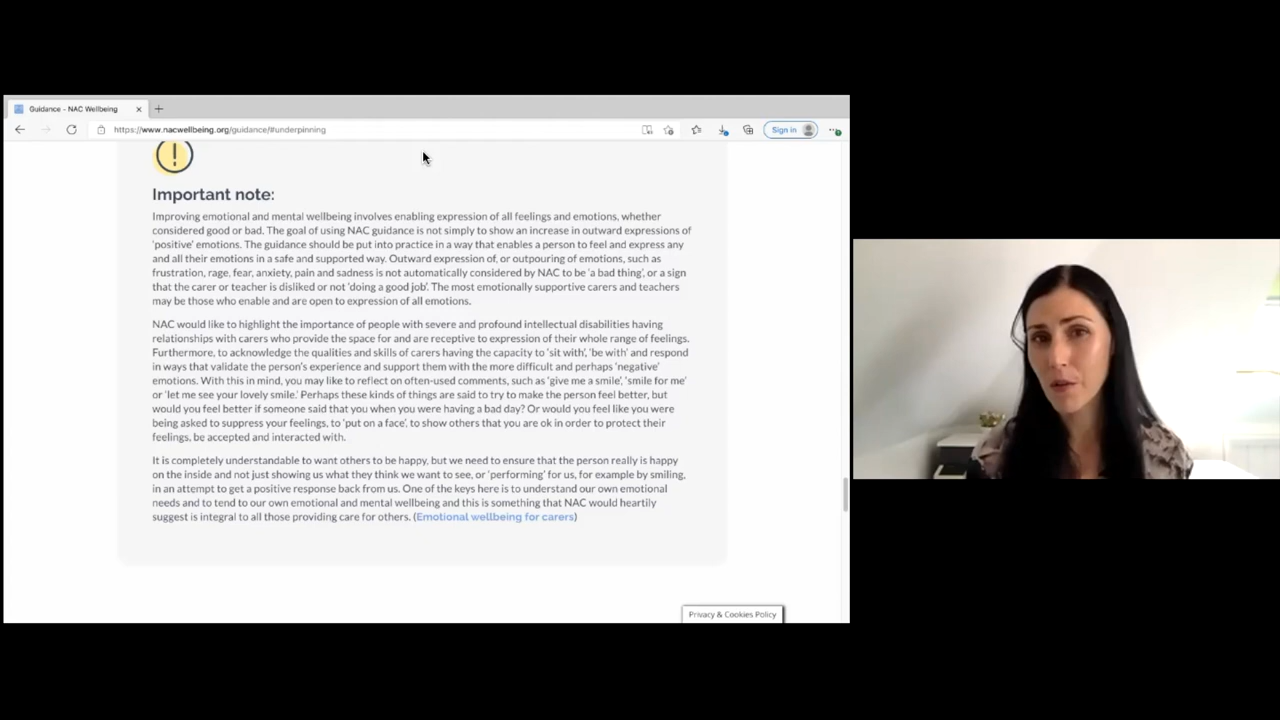 Guidance - NAC Wellbeing
https://www.nacwellbeing.org/guidance/#underpinning
Sign in
Important note:
Improving emotional and mental wellbeing involves enabling expression of all feelings and emotions, whether
considered good or bad. The goal of using NAC guidance is not simply to show an increase in outward expressions of
'positive' emotions. The guidance should be put into practice in a way that enables a person to feel and express any
and all their emotions in a safe and supported way. Outward expression of, or outpouring of emotions, such as
frustration, rage, fear, anxiety, pain and sadness is not automatically considered by NAC to be 'a bad thing', or a sign
that the carer or teacher is disliked or not 'doing a good job'. The most emotionally supportive carers and teachers
may be those who enable and are open to expression of all emotions.
NAC would like to highlight the importance of people with severe and profound intellectual disabilities having
relationships with carers who provide the space for and are receptive to expression of their whole range of feelings.
Furthermore, to acknowledge the qualities and skills of carers having the capacity to 'sit with', 'be with' and respond
in ways that validate the person's experience and support them with the more difficult and perhaps 'negative'
emotions. With this in mind, you may like to reflect on often-used comments, such as 'give me a smile', 'smile for me'
or 'let me see your lovely smile.' Perhaps these kinds of things are said to try to make the person feel better, but
would you feel better if someone said that you when you were having a bad day? Or would you feel like you were
being asked to suppress your feelings, to 'put on a face', to show others that you are ok in order to protect their
feelings, be accepted and interacted with.
It is completely understandable to want others to be happy, but we need to ensure that the person really is happy
on the inside and not just showing us what they think we want to see, or 'performing' for us, for example by smiling,
in an attempt to get a positive response back from us. One of the keys here is to understand our own emotional
needs and to tend to our own emotional and mental wellbeing and this is something that NAC would heartily
suggest is integral to all those providing care for others. (Emotional wellbeing for carers)
Privacy & Cookies Policy